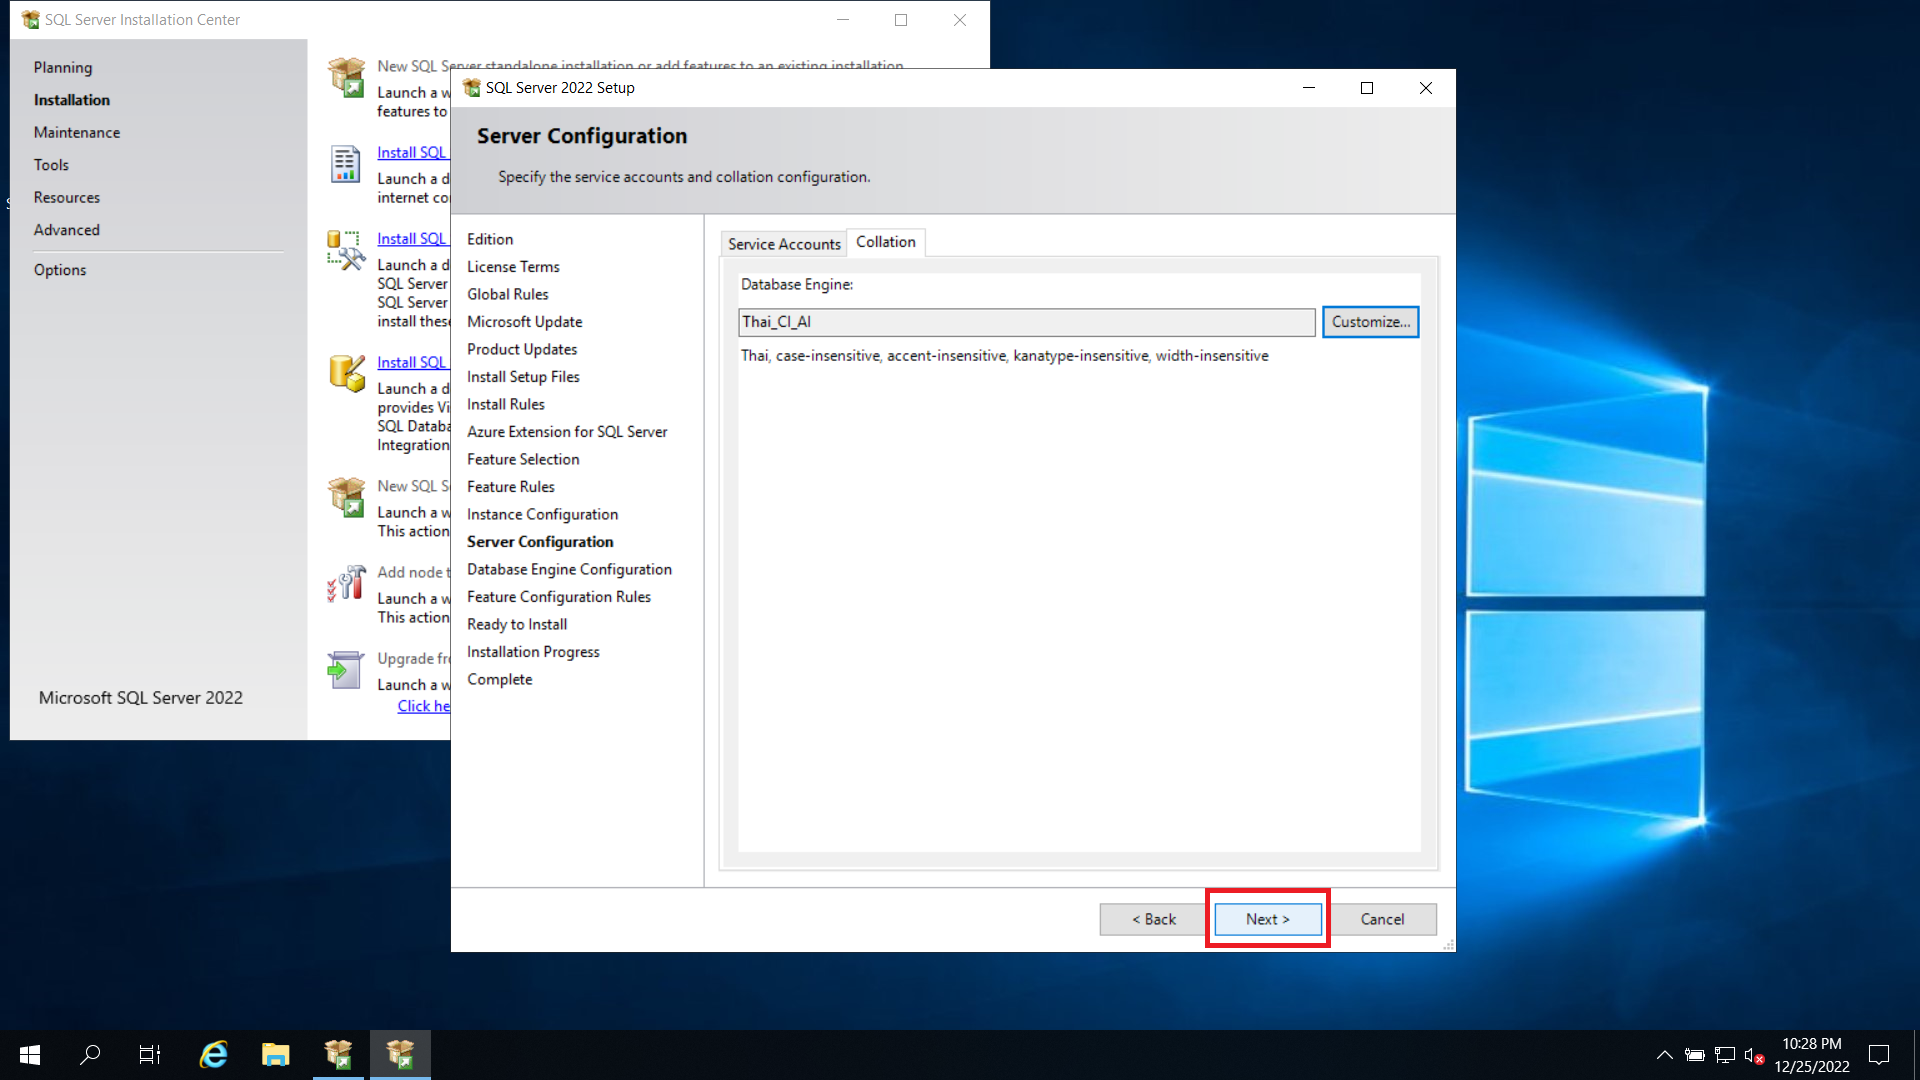 SQL Server Installation Center
Planning
Installation
Maintenance
Tools
Resources
Advanced
Options
Microsoft SQL Server 2022
New SQL Server standalone installation or add features to an existing installation
Launch a w
features to
Install SQL
Launch a d
internet co
Install SQL
Launch a d
SQL Server
SQL Server
install these
Install SQL
Launch a d
provides Vi
SQL Databa
Integration
New SQL S
Launch a w
This action
Add node t
Launch a w
This action
Upgrade fr
Launch a w
Click he
SQL Server 2022 Setup
Server Configuration
Specify the service accounts and collation configuration.
Edition
License Terms
Global Rules
Microsoft Update
Product Updates
Install Setup Files
Install Rules
Azure Extension for SQL Server
Feature Selection
Feature Rules
Instance Configuration
Server Configuration
Database Engine Configuration
Feature Configuration Rules
Ready to Install
Installation Progress
Complete
Service Accounts
Collation
Database Engine:
Thai_CI_AI
Customize...
Thai, case-insensitive, accent-insensitive, kanatype-insensitive, width-insensitive
< Back
Next >
Cancel
10:28 PM
12/25/2022